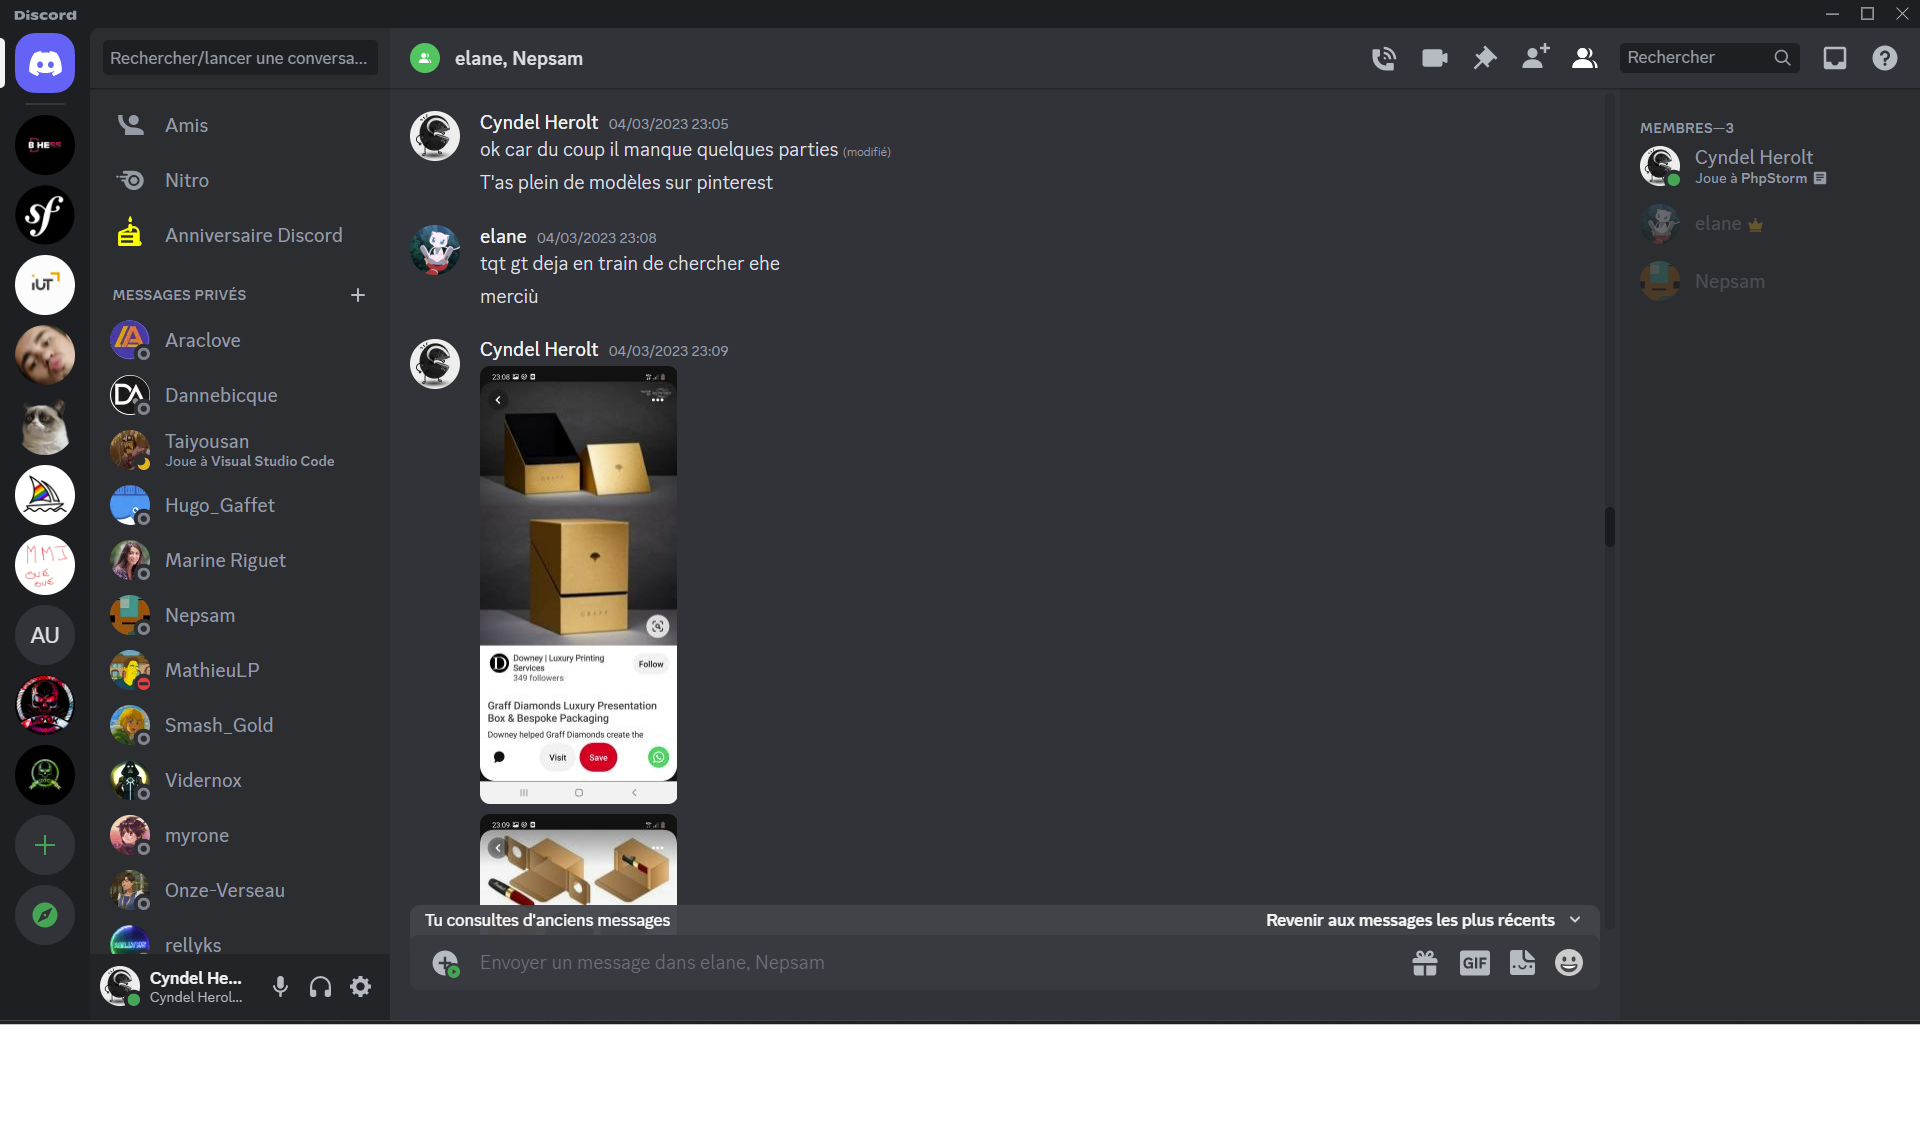 Discord
Rechercher/lancer une conversa...
elane, Nepsam
Rechercher
Amis
Nitro
Anniversaire Discord
MESSAGES PRIVÉS
Araclove
Dannebicque
Taiyousan
Joue à Visual Studio Code
Hugo_Gaffet
Marine Riguet
Nepsam
MathieuLP
Smash_Gold
Vidernox
myrone
Onze-Verseau
rellyks
Cyndel He...
Cyndel Herol...
iUT
MMI
AU
Cyndel Herolt 04/03/2023 23:05
ok car du coup il manque quelques parties (modifié)
T'as plein de modèles sur pinterest
elane 04/03/2023 23:08
tqt gt deja en train de chercher ehe
merciù
Cyndel Herolt 04/03/2023 23:09
23:08
GRAFF
GRAFF
Downey | Luxury Printing
Services
349 followers
Follow
Graff Diamonds Luxury Presentation
Box & Bespoke Packaging
Downey helped Graff Diamonds create the
Visit
Save
23:09
Tu consultes d'anciens messages
Revenir aux messages les plus récents
Envoyer un message dans elane, Nepsam
GIF
MEMBRES—3
Cyndel Herolt
Joue à PhpStorm
elane
Nepsam